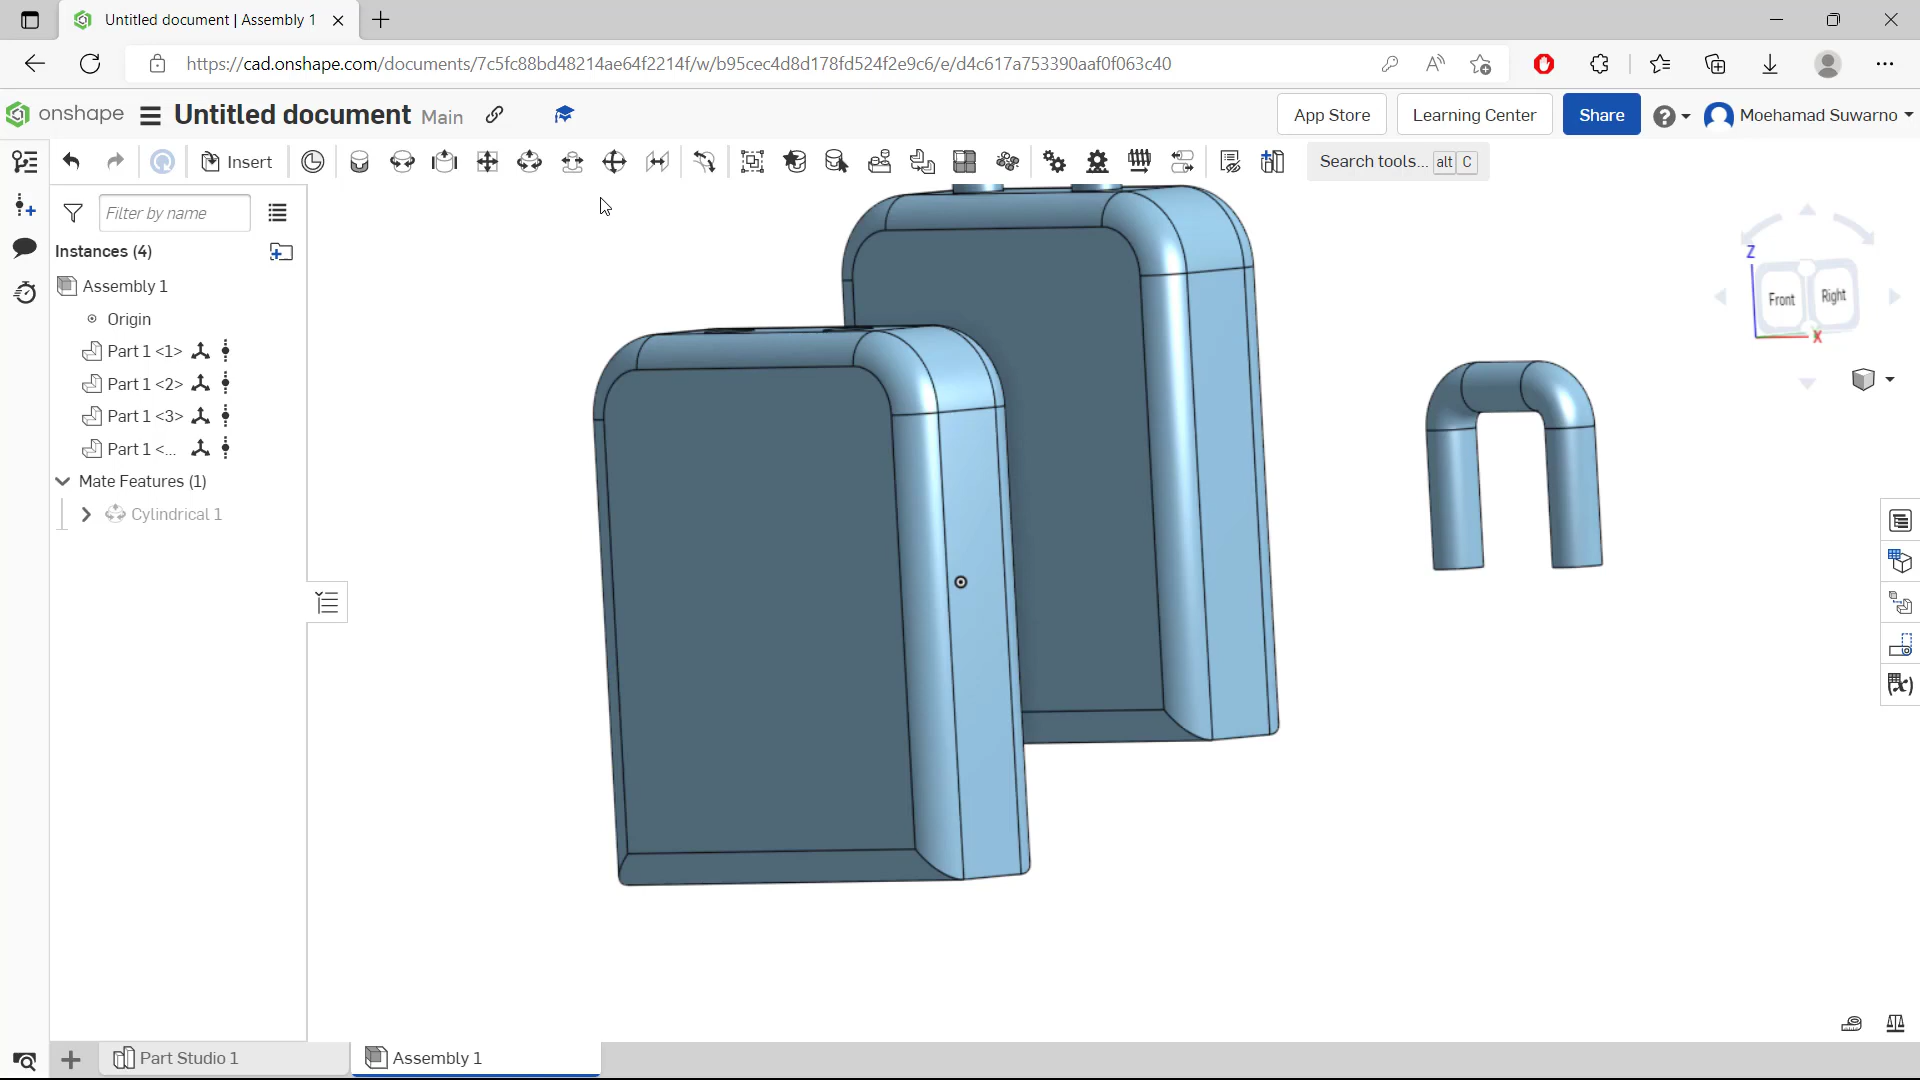 Untitled document | Assembly 1
https://cad.onshape.com/documents/7c5fc88bd48214ae64f2214f/w/b95cec4d8d178fd524f2e9c6/e/d4c617a753390aaf0f063c40
onshape Untitled document Main App Store Learning Center Share Moehamad Suwarno
Insert Search tools... alt C
Filter by name
Instances (4)
Assembly 1
Origin
Part 1 <1>
Part 1 <2>
Part 1 <3>
Part 1 <...
Mate Features (1)
Cylindrical 1
Z
Front Right
X
Part Studio 1 Assembly 1